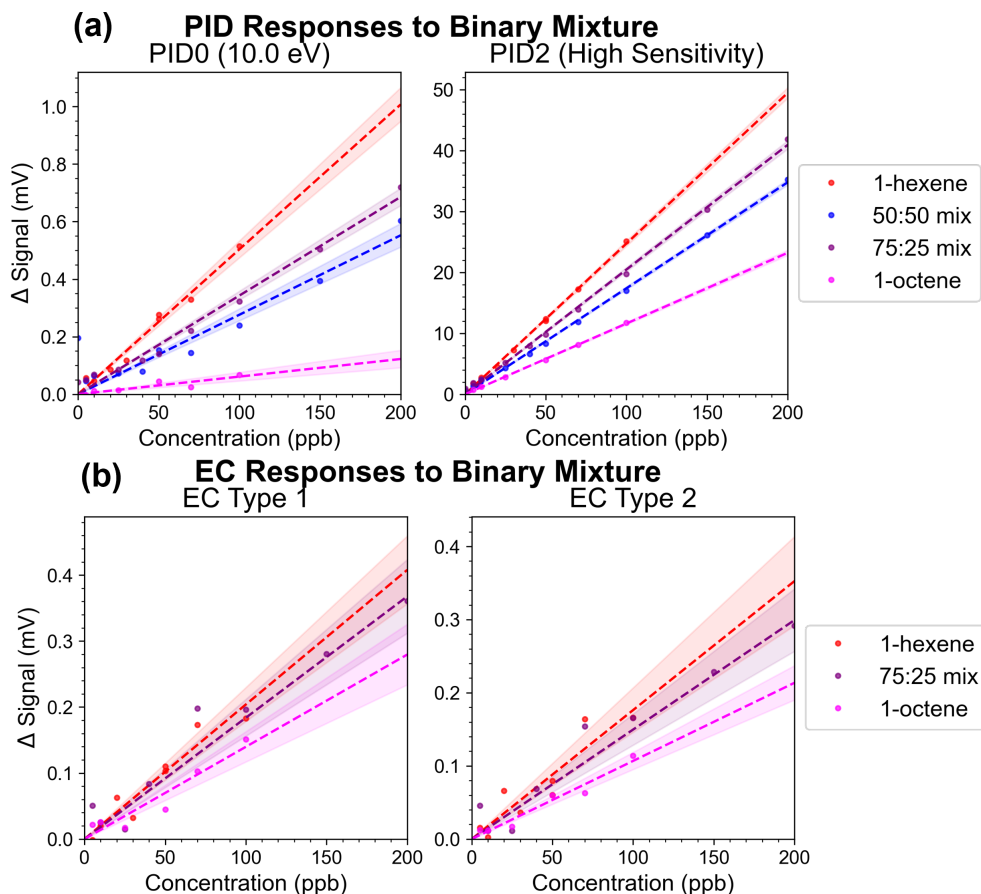 (a) PID Responses to Binary Mixture
PID0 (10.0 eV)
PID2 (High Sensitivity)
Δ Signal (mV)
1.0
0.8
0.6
0.4
0.2
0.0
0
50
100
150
200
Concentration (ppb)
50
40
30
20
10
0
0
50
100
150
200
Concentration (ppb)
1-hexene
50:50 mix
75:25 mix
1-octene
(b) EC Responses to Binary Mixture
EC Type 1
EC Type 2
Δ Signal (mV)
0.4
0.3
0.2
0.1
0.0
0
50
100
150
200
Concentration (ppb)
Δ Signal (mV)
0.4
0.3
0.2
0.1
0.0
0
50
100
150
200
Concentration (ppb)
1-hexene
75:25 mix
1-octene